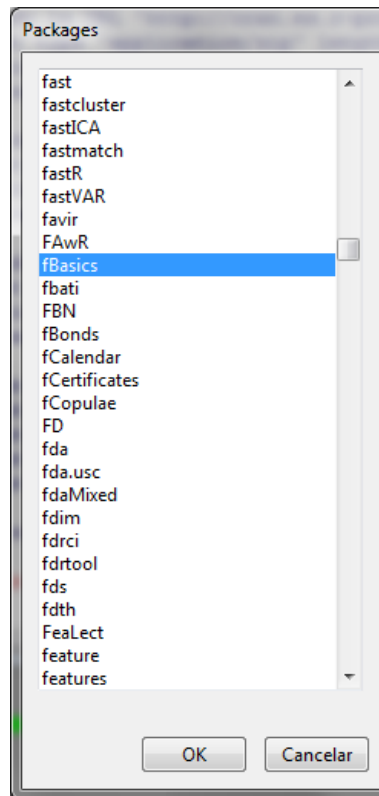 Packages
fast
fastcluster
fastICA
fastmatch
fastR
fastVAR
favir
FAwR
fBasics
fbati
FBN
fBonds
fCalendar
fCertificates
fCopulae
FD
fda
fda.usc
fdaMixed
fdim
fdrci
fdrtool
fds
fdth
FeaLect
feature
features
OK Cancelar